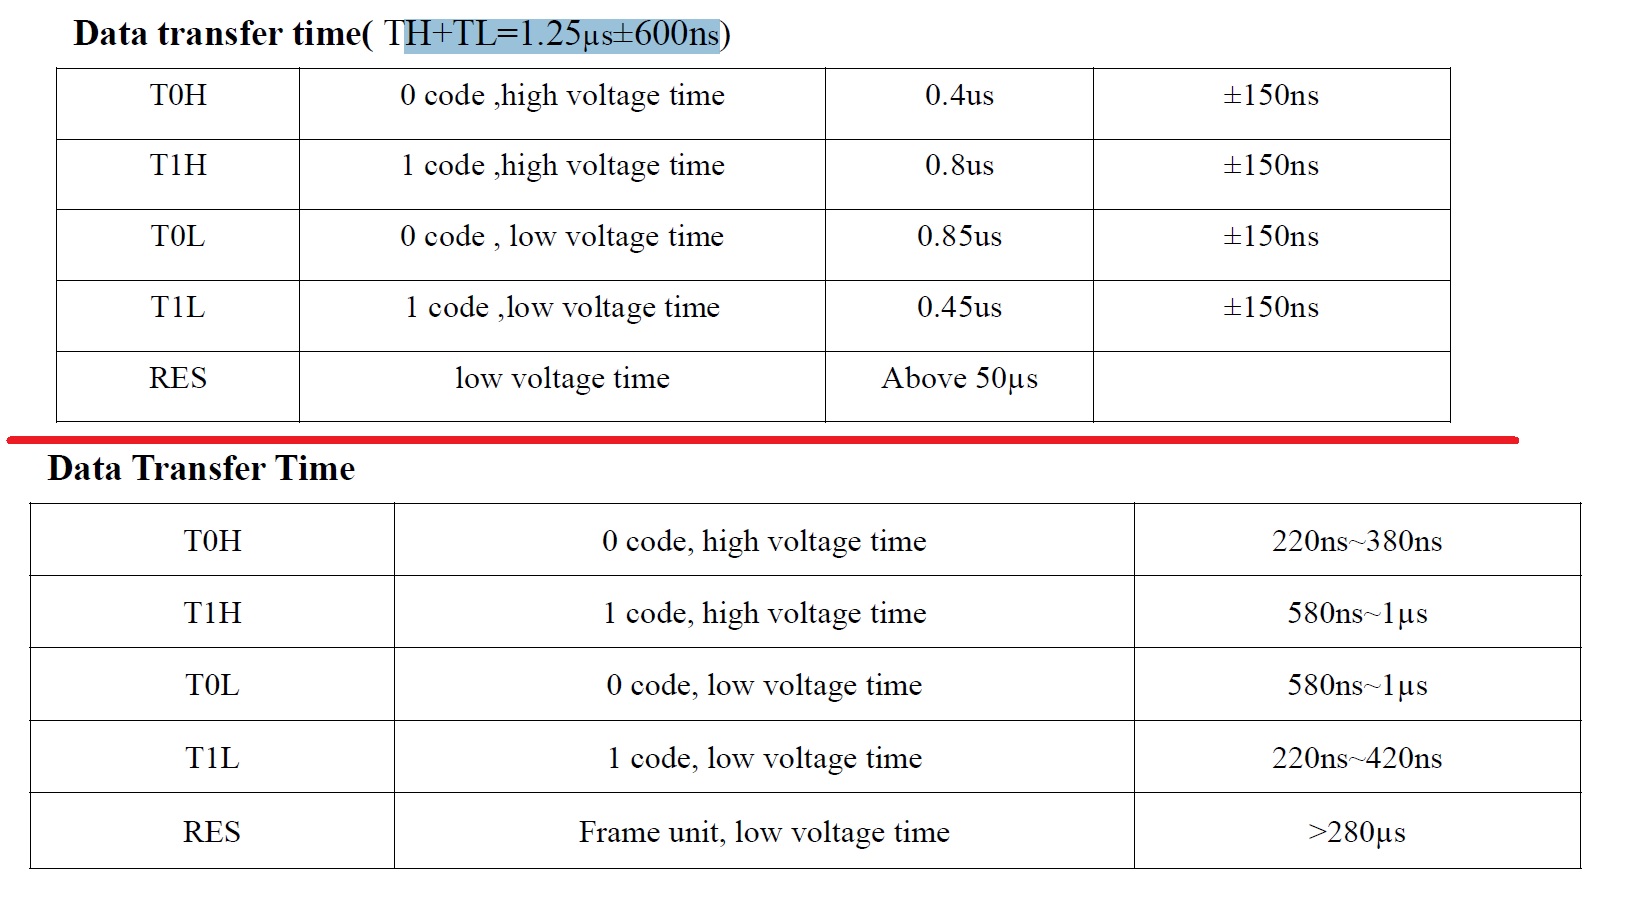 Data transfer time( TH+TL=1.25µs±600ns)
T0H 0 code ,high voltage time 0.4us ±150ns
T1H 1 code ,high voltage time 0.8us ±150ns
T0L 0 code , low voltage time 0.85us ±150ns
T1L 1 code ,low voltage time 0.45us ±150ns
RES low voltage time Above 50µs
Data Transfer Time
T0H 0 code, high voltage time 220ns~380ns
T1H 1 code, high voltage time 580ns~1µs
T0L 0 code, low voltage time 580ns~1µs
T1L 1 code, low voltage time 220ns~420ns
RES Frame unit, low voltage time >280µs